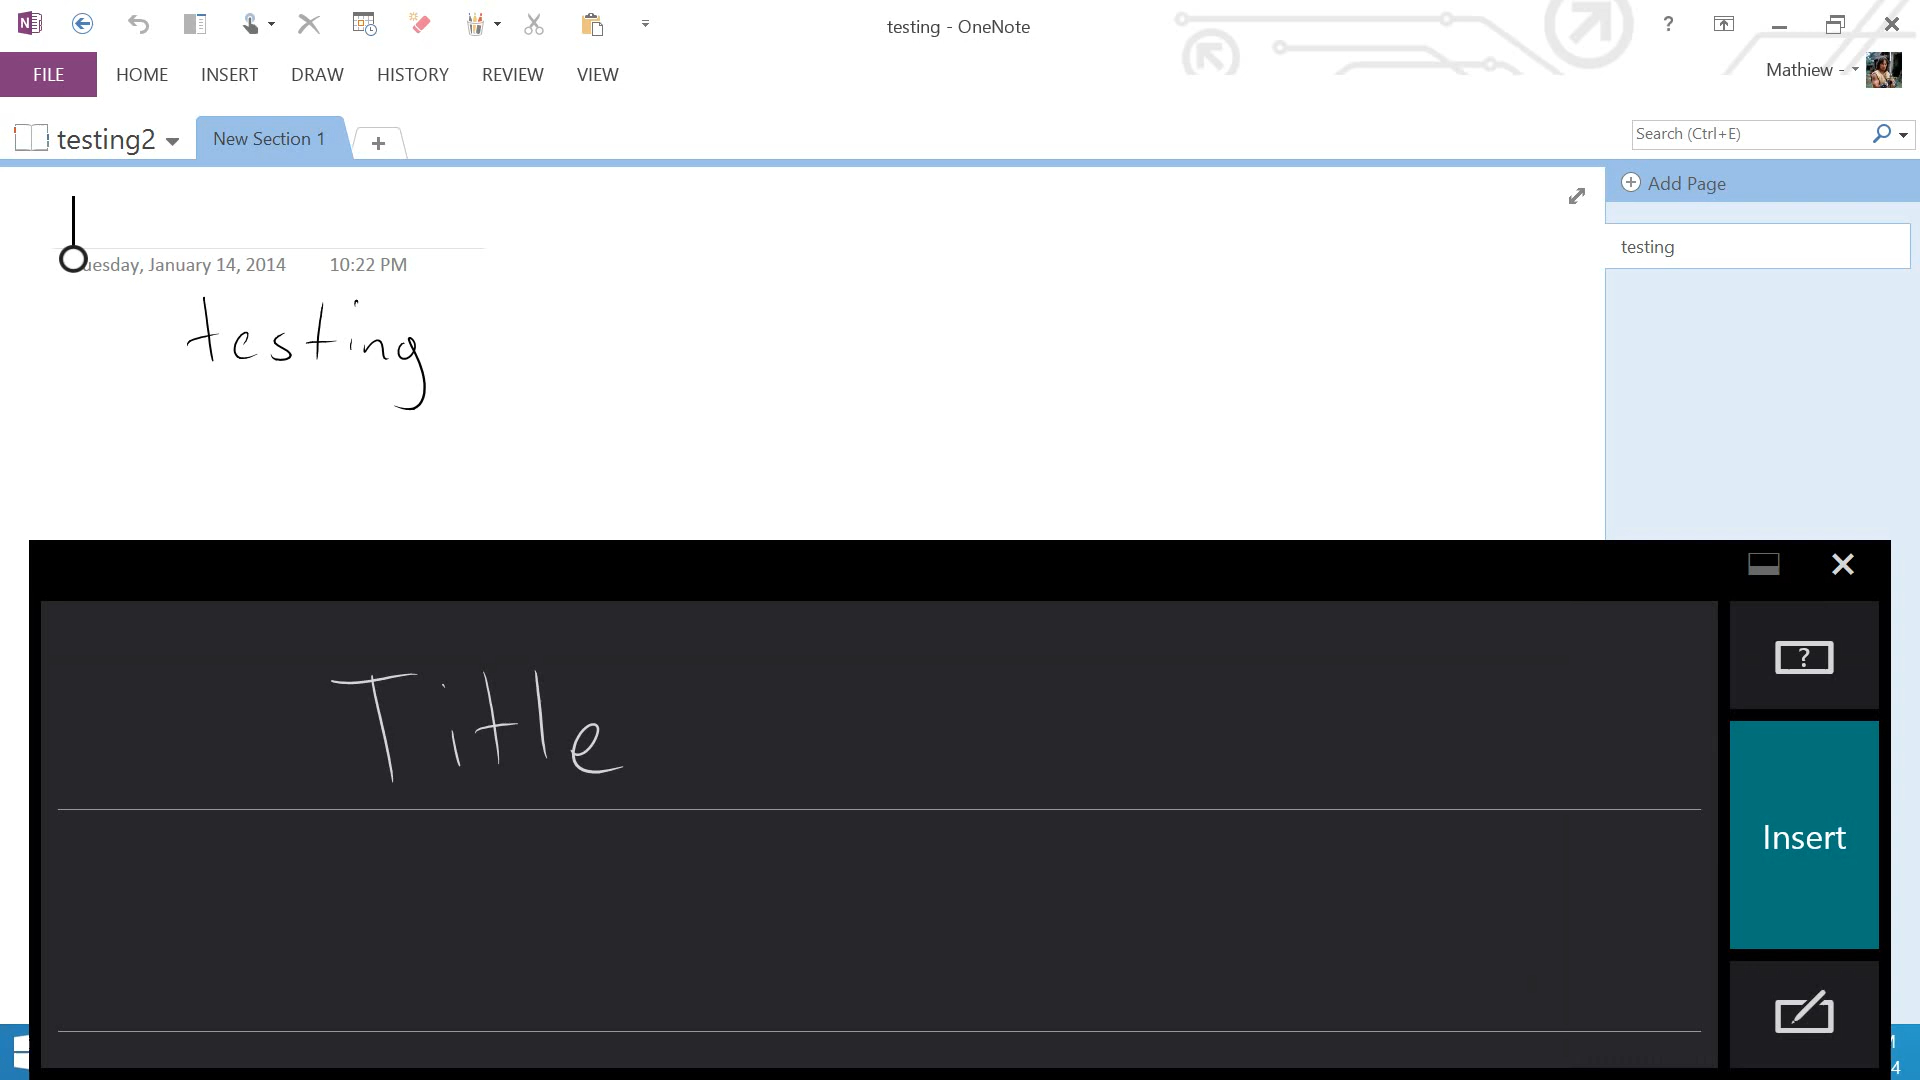 testing - OneNote
?
FILE HOME INSERT DRAW HISTORY REVIEW VIEW
Mathiew -
testing2
New Section 1
+
Search (Ctrl+E)
Add Page
testing
uesday, January 14, 2014 10:22 PM
testing
?
Title
Insert
M
4